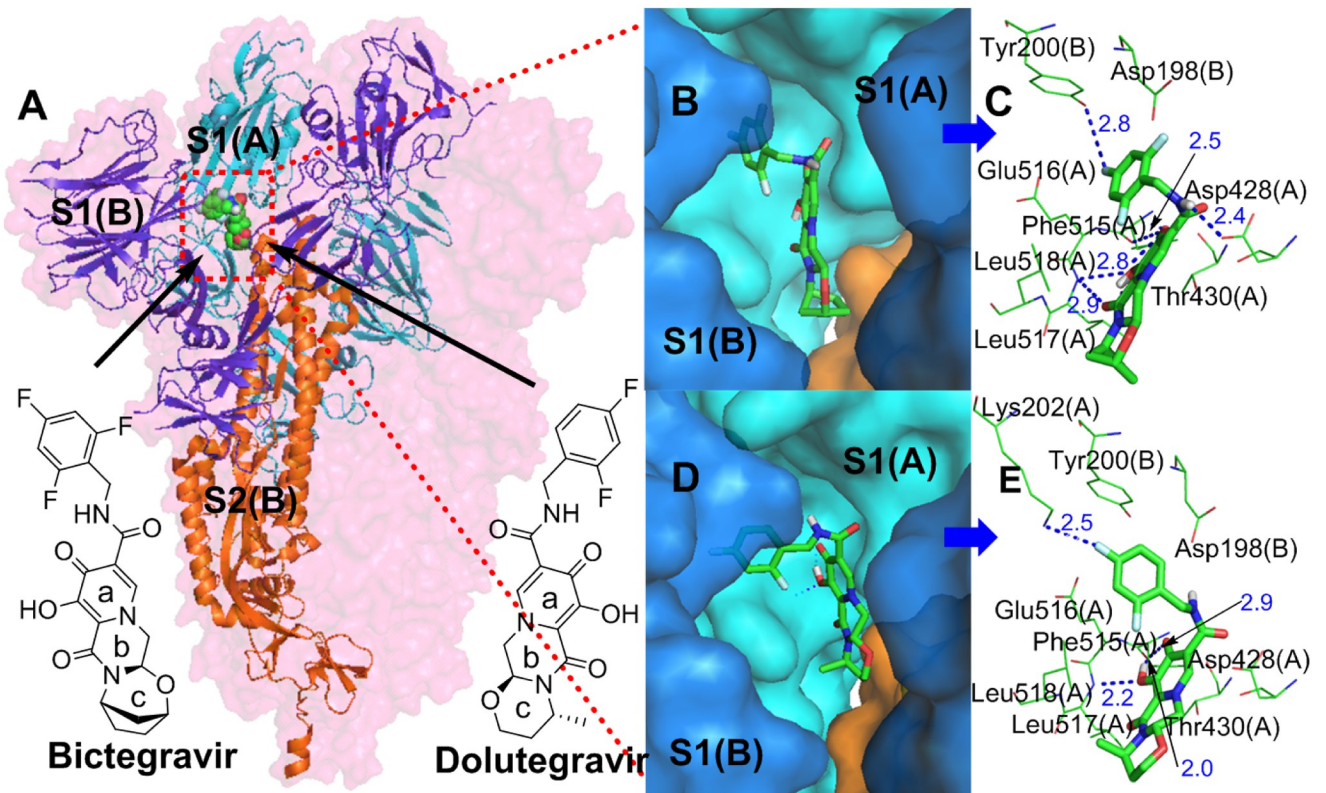 A
S1(A)
S1(B)
S2(B)
F
F
F
HN
O
O
HO
a
N
b
O
N
O
c
Bictegravir
F
F
NH
O
O
a
OH
N
b
O
N
O
c
Dolutegravir
B
S1(A)
S1(B)
C
Tyr200(B)
Asp198(B)
2.8
2.5
Glu516(A)
Asp428(A)
Phe515(A)
2.4
Leu518(A)
2.8
Thr430(A)
2.9
Leu517(A)
D
S1(A)
S1(B)
Lys202(A)
Tyr200(B)
E
2.5
Asp198(B)
Glu516(A)
2.9
Phe515(A)
Asp428(A)
Leu518(A)
2.2
Leu517(A)
Thr430(A)
2.0